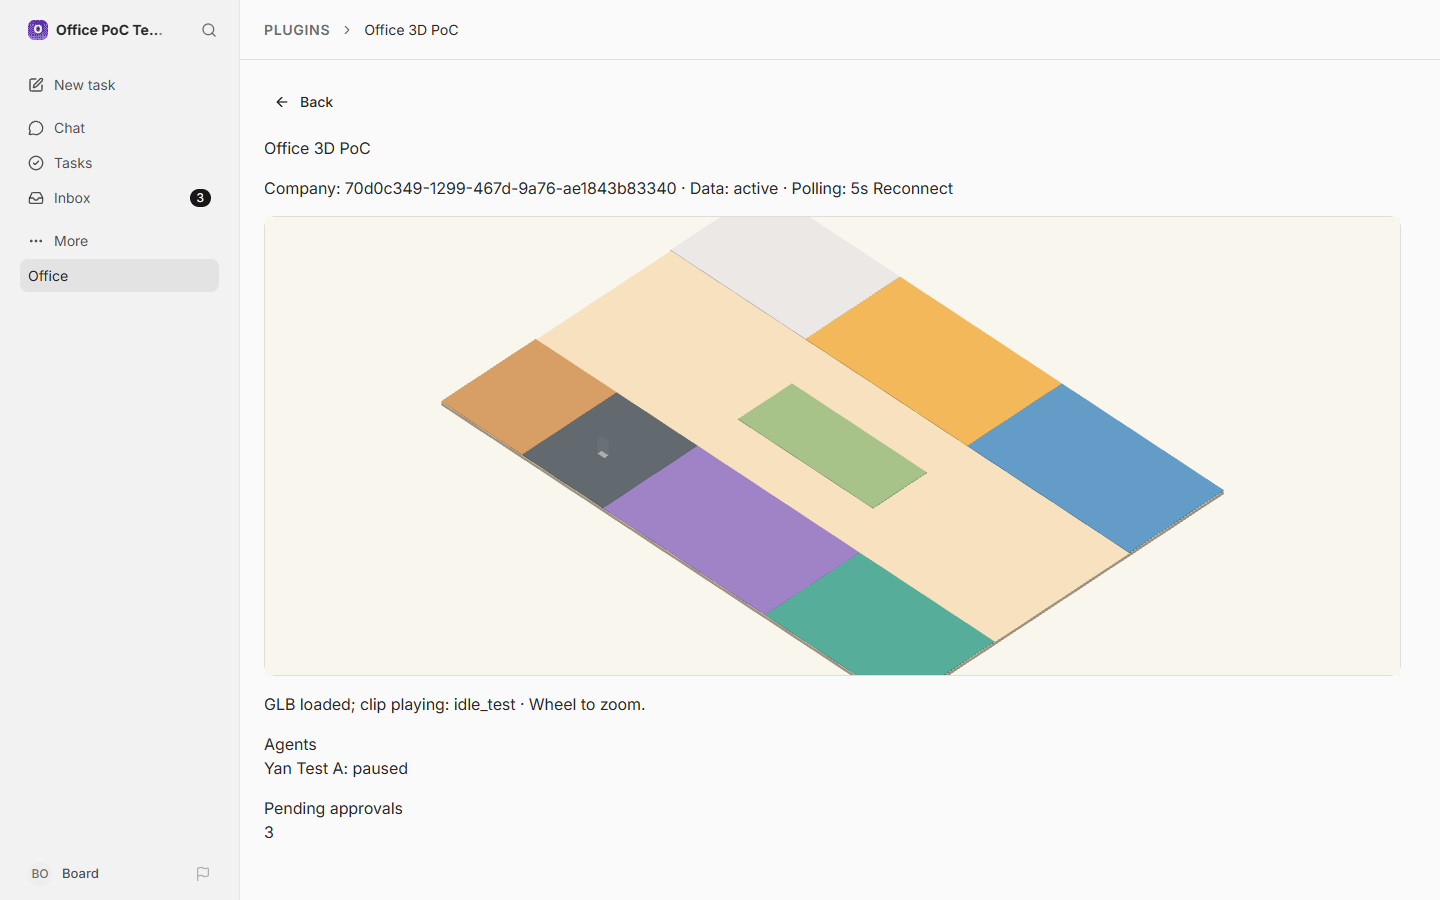 O Office PoC Te...
New task
Chat
Tasks
Inbox 3
More
Office
BO Board
PLUGINS > Office 3D PoC
Back
Office 3D PoC
Company: 70d0c349-1299-467d-9a76-ae1843b83340 · Data: active · Polling: 5s Reconnect
GLB loaded; clip playing: idle_test · Wheel to zoom.
Agents
Yan Test A: paused
Pending approvals
3